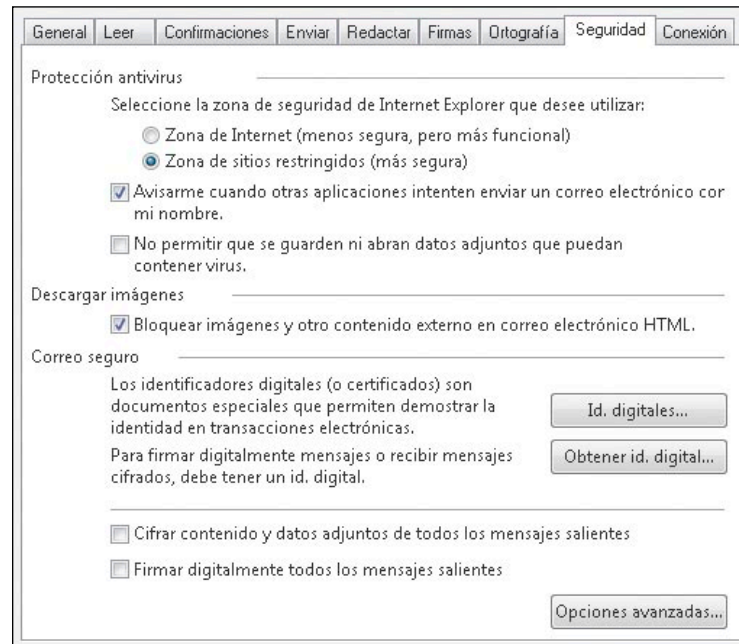 General Leer Confirmaciones Enviar Redactar Firmas Ortografía Seguridad Conexión
Protección antivirus
Seleccione la zona de seguridad de Internet Explorer que desee utilizar:
Zona de Internet (menos segura, pero más funcional)
Zona de sitios restringidos (más segura)
Avisarme cuando otras aplicaciones intenten enviar un correo electrónico con
mi nombre.
No permitir que se guarden ni abran datos adjuntos que puedan
contener virus.
Descargar imágenes
Bloquear imágenes y otro contenido externo en correo electrónico HTML.
Correo seguro
Los identificadores digitales (o certificados) son
documentos especiales que permiten demostrar la
identidad en transacciones electrónicas.
Id. digitales...
Para firmar digitalmente mensajes o recibir mensajes
cifrados, debe tener un id. digital.
Obtener id. digital...
Cifrar contenido y datos adjuntos de todos los mensajes salientes
Firmar digitalmente todos los mensajes salientes
Opciones avanzadas...